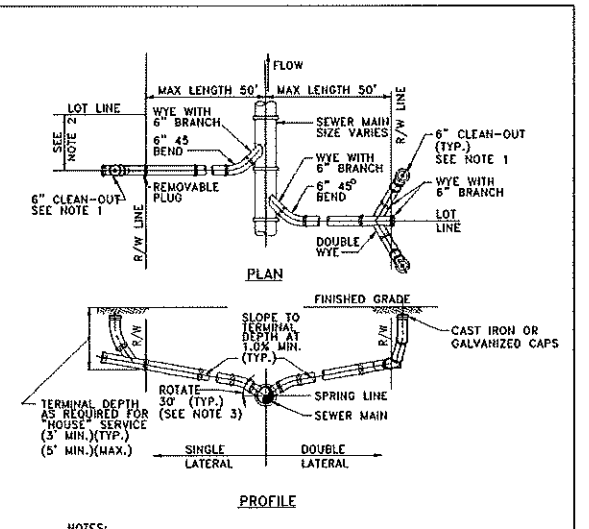 FLOW
MAX LENGTH 50'
MAX LENGTH 50'
LOT LINE
SEE
NOTE 2
WYE WITH
6" BRANCH
6" 45
BEND
SEWER MAIN
SIZE VARIES
WYE WITH
6" BRANCH
6" 45°
BEND
R/W LINE
6" CLEAN-OUT
(TYP.)
SEE NOTE 1
WYE WITH
6" BRANCH
6" CLEAN-OUT
SEE NOTE 1
REMOVABLE
PLUG
R/W LINE
LOT
LINE
DOUBLE
WYE
PLAN
FINISHED GRADE
R/W
SLOPE TO
TERMINAL
DEPTH AT
1.0% MIN.
(TYP.)
R/W
CAST IRON OR
GALVANIZED CAPS
ROTATE
30' (TYP.)
(SEE NOTE 3)
SPRING LINE
SEWER MAIN
TERMINAL DEPTH
AS REQUIRED FOR
"HOUSE" SERVICE
(3' MIN.)(TYP.)
(5' MIN.)(MAX.)
SINGLE
LATERAL
DOUBLE
LATERAL
PROFILE
NOTES: